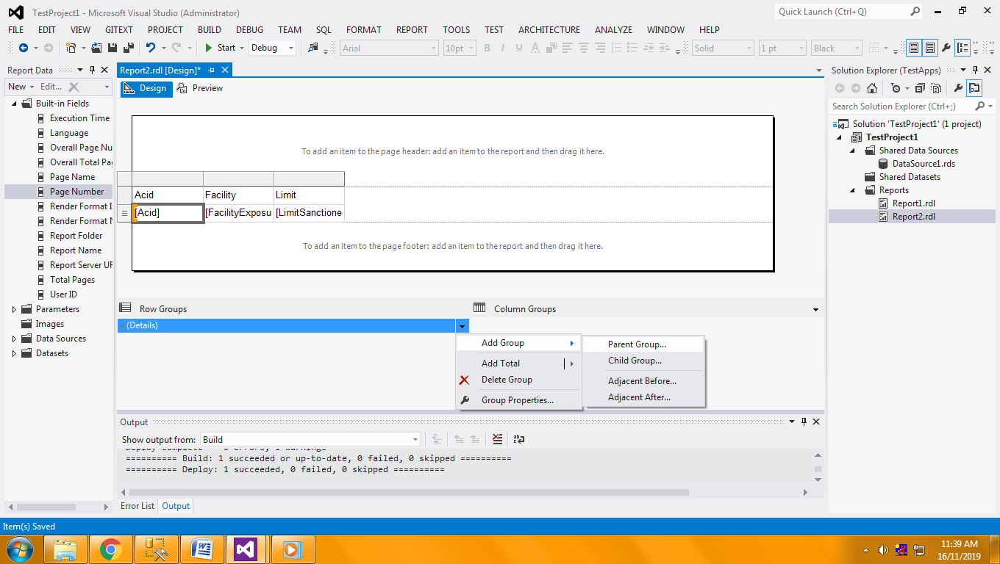 TestProject1 - Microsoft Visual Studio (Administrator)
Quick Launch (Ctrl+Q)
FILE EDIT VIEW GITEXT PROJECT BUILD DEBUG TEAM SQL FORMAT REPORT TOOLS TEST ARCHITECTURE ANALYZE WINDOW HELP
Start Debug Arial 10pt B I U A Solid 1 pt Black
Report Data
New Edit...
Built-in Fields
Execution Time
Language
Overall Page Nu
Overall Total Pa
Page Name
Page Number
Render Format I
Render Format N
Report Folder
Report Name
Report Server UR
Total Pages
User ID
Parameters
Images
Data Sources
Datasets
Report2.rdl [Design]*
Design Preview
To add an item to the page header: add an item to the report and then drag it here.
Acid Facility Limit
[Acid] [FacilityExposu [LimitSanctione
To add an item to the page footer: add an item to the report and then drag it here.
Row Groups Column Groups
(Details)
Add Group
Add Total
Delete Group
Group Properties...
Parent Group...
Child Group...
Adjacent Before...
Adjacent After...
Output
Show output from: Build
Deploy complete -- 0 errors, 1 warnings
========== Build: 1 succeeded or up-to-date, 0 failed, 0 skipped ==========
========== Deploy: 1 succeeded, 0 failed, 0 skipped ==========
Error List Output
Solution Explorer (TestApps)
Search Solution Explorer (Ctrl+;)
Solution 'TestProject1' (1 project)
TestProject1
Shared Data Sources
DataSource1.rds
Shared Datasets
Reports
Report1.rdl
Report2.rdl
Item(s) Saved
11:39 AM
16/11/2019